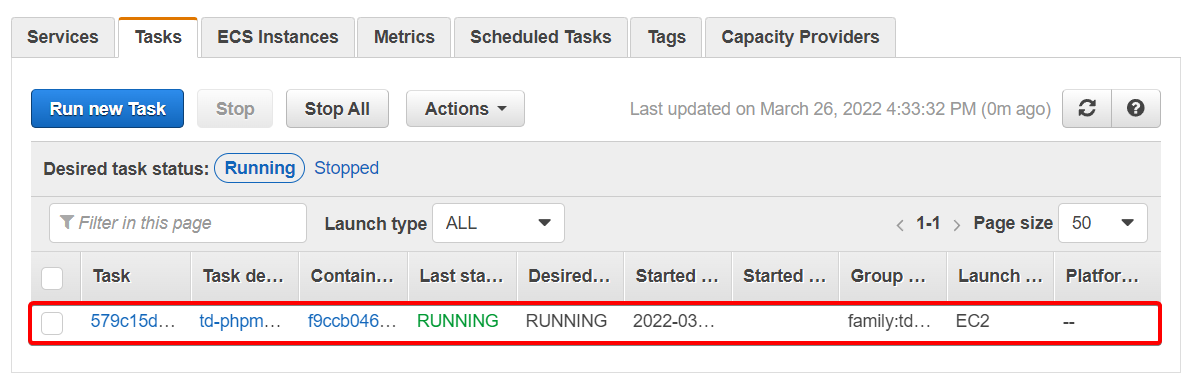 Services Tasks ECS Instances Metrics Scheduled Tasks Tags Capacity Providers
Run new Task Stop Stop All Actions Last updated on March 26, 2022 4:33:32 PM (0m ago)
Desired task status: Running Stopped
Filter in this page Launch type ALL 1-1 Page size 50
Task Task de... Contain... Last sta... Desired... Started ... Started ... Group ... Launch ... Platfor...
579c15d... td-phpm... f9ccb046... RUNNING RUNNING 2022-03... family:td... EC2 --